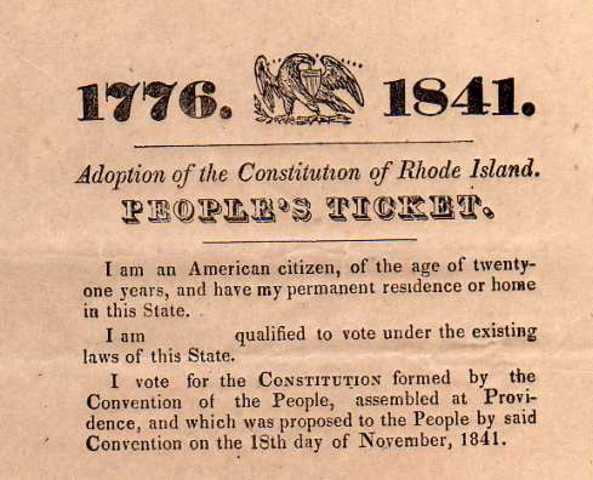 1776. 1841.
Adoption of the Constitution of Rhode Island.
PEOPLE'S TICKET.
I am an American citizen, of the age of twenty-
one years, and have my permanent residence or home
in this State.
I am qualified to vote under the existing
laws of this State.
I vote for the CONSTITUTION formed by the
Convention of the People, assembled at Provi-
dence, and which was proposed to the People by said
Convention on the 18th day of November, 1841.